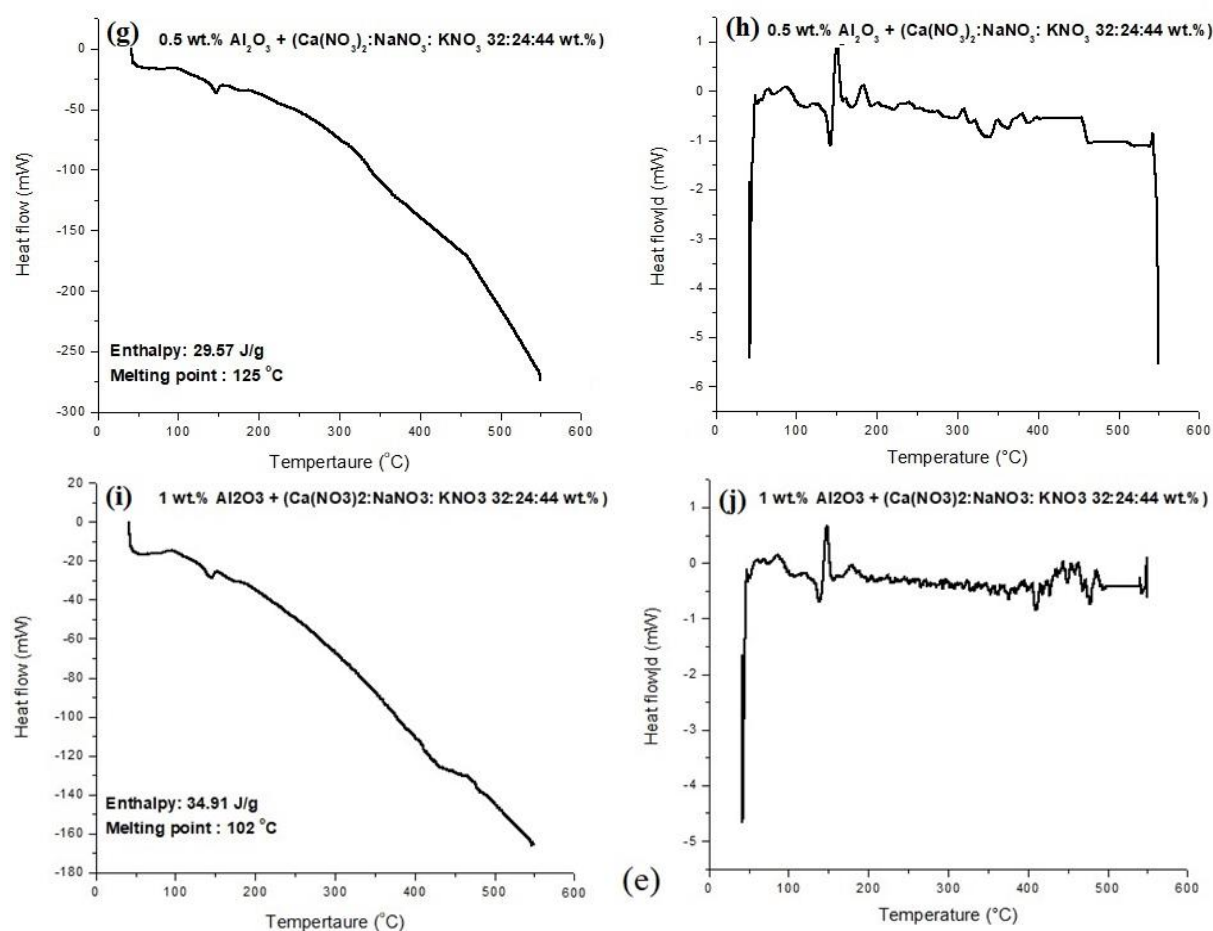 (g) 0.5 wt.% Al₂O₃ + (Ca(NO₃)₂:NaNO₃: KNO₃ 32:24:44 wt.%)
0
-50
-100
-150
-200
-250
-300
Heat flow (mW)
Enthalpy: 29.57 J/g
Melting point : 125 °C
0 100 200 300 400 500 600
Tempertaure (°C)
(h)
0.5 wt.% Al₂O₃ + (Ca(NO₃)₂:NaNO₃: KNO₃ 32:24:44 wt.%)
1
0
-1
-2
-3
-4
-5
-6
Heat flow|d (mW)
0 100 200 300 400 500 600
Temperature (°C)
(i) 1 wt.% Al2O3 + (Ca(NO3)2:NaNO3: KNO3 32:24:44 wt.%)
20
0
-20
-40
-60
-80
-100
-120
-140
-160
-180
Heat flow (mW)
Enthalpy: 34.91 J/g
Melting point : 102 °C
0 100 200 300 400 500 600
Tempertaure (°C)
(j)
1 wt.% Al2O3 + (Ca(NO3)2:NaNO3: KNO3 32:24:44 wt.%)
1
0
-1
-2
-3
-4
-5
Heat flow|d (mW)
0 100 200 300 400 500 600
Temperature (°C)
(e)